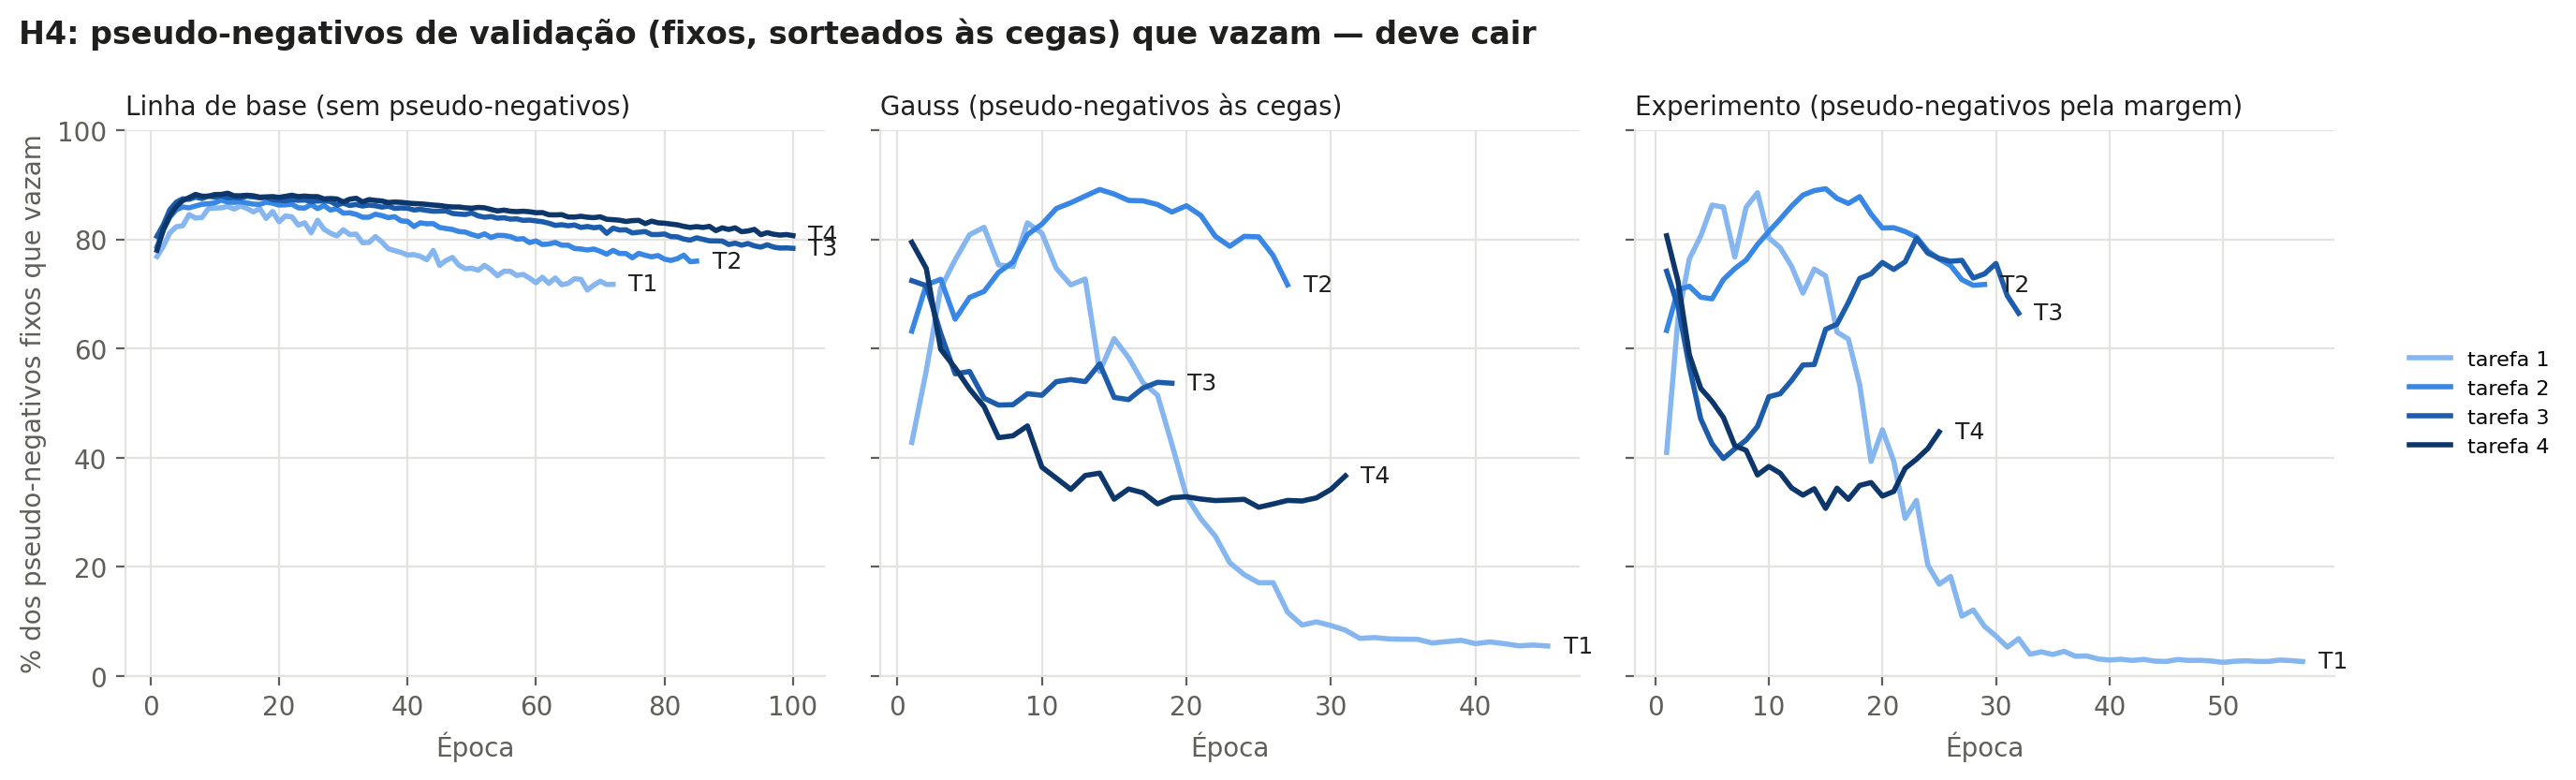 H4: pseudo-negativos de validação (fixos, sorteados às cegas) que vazam — deve cair
Linha de base (sem pseudo-negativos)
Gauss (pseudo-negativos às cegas)
Experimento (pseudo-negativos pela margem)
% dos pseudo-negativos fixos que vazam
100
80
60
40
20
0
T4
T3
T2
T1
0 20 40 60 80 100
Época
T2
T3
T4
T1
0 10 20 30 40
Época
T2
T3
T4
T1
0 10 20 30 40 50
Época
tarefa 1
tarefa 2
tarefa 3
tarefa 4